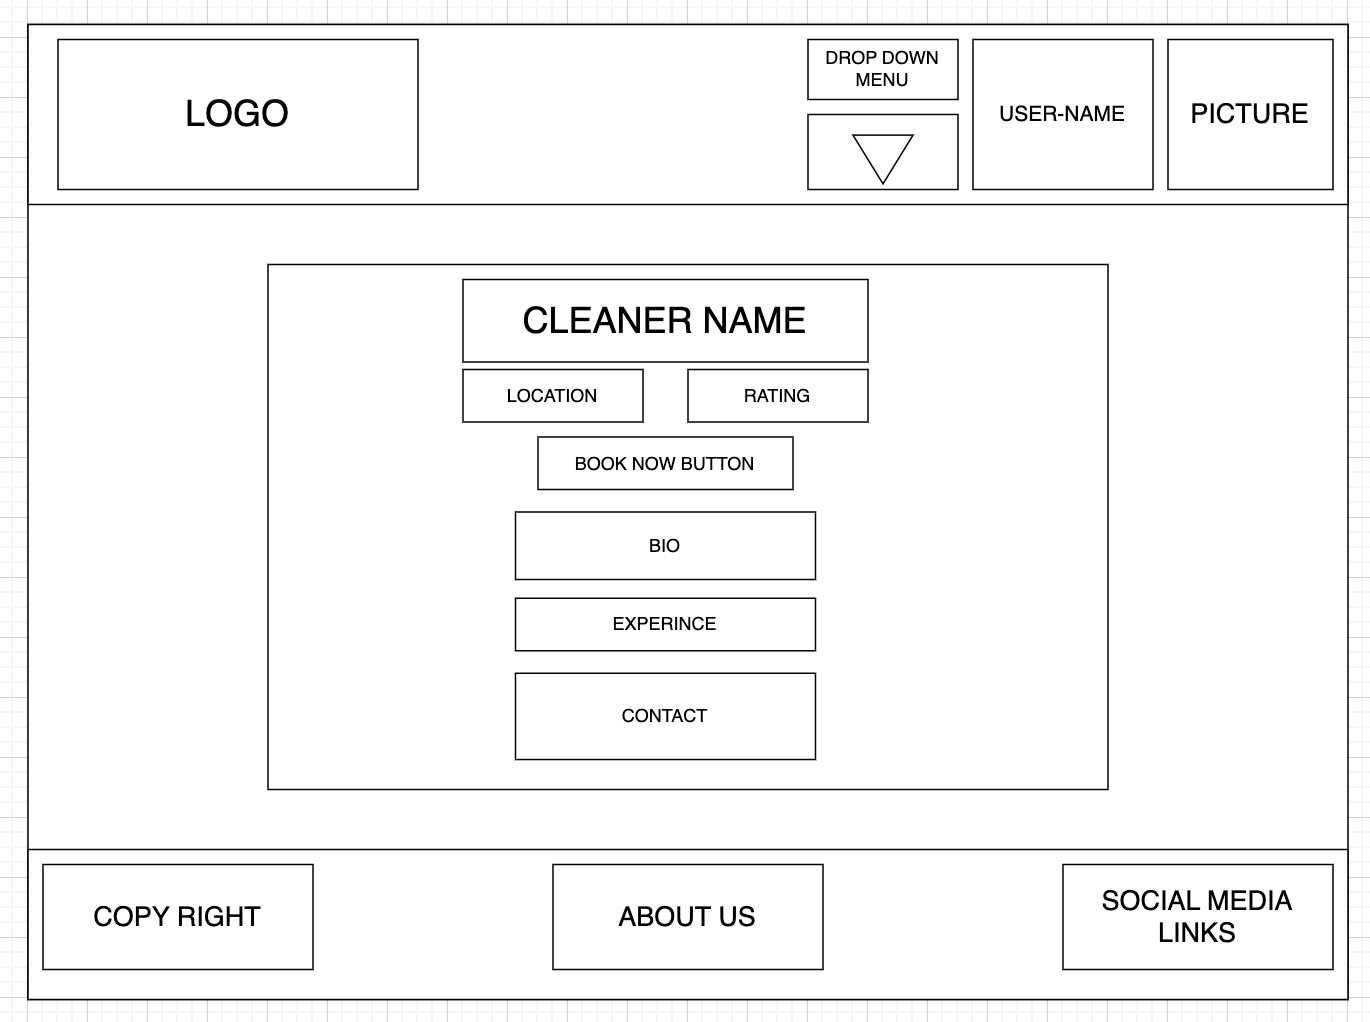 LOGO
DROP DOWN
MENU
USER-NAME
PICTURE
CLEANER NAME
LOCATION
RATING
BOOK NOW BUTTON
BIO
EXPERINCE
CONTACT
COPY RIGHT
ABOUT US
SOCIAL MEDIA
LINKS